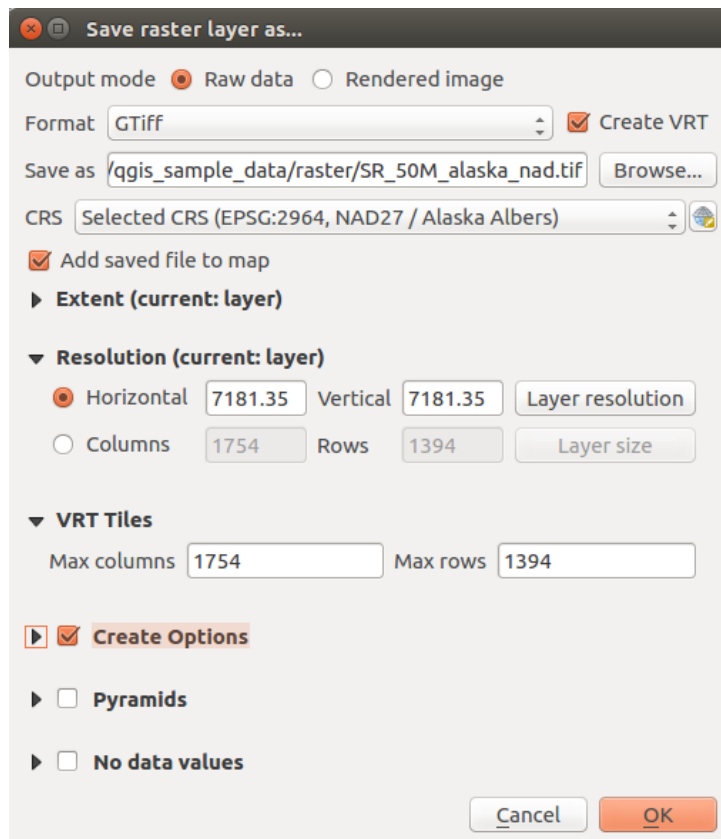 Save raster layer as...
Output mode Raw data Rendered image
Format GTiff Create VRT
Save as /qgis_sample_data/raster/SR_50M_alaska_nad.tif Browse...
CRS Selected CRS (EPSG:2964, NAD27 / Alaska Albers)
Add saved file to map
Extent (current: layer)
Resolution (current: layer)
Horizontal 7181.35 Vertical 7181.35 Layer resolution
Columns 1754 Rows 1394 Layer size
VRT Tiles
Max columns 1754 Max rows 1394
Create Options
Pyramids
No data values
Cancel OK